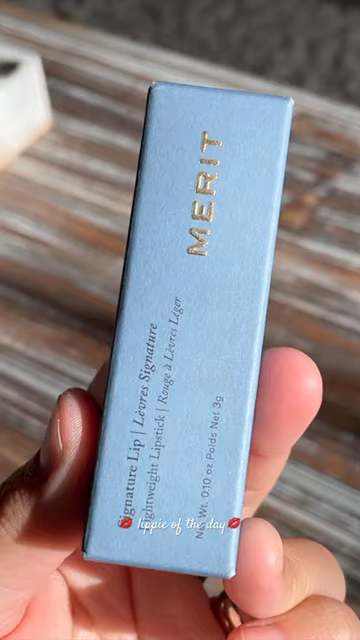 MERIT
Signature Lip | Lèvres Signature
Lightweight Lipstick | Rouge à Lèvres Léger
Net Wt. 0.10 oz Poids Net 3g
💋 lippie of the day 💋